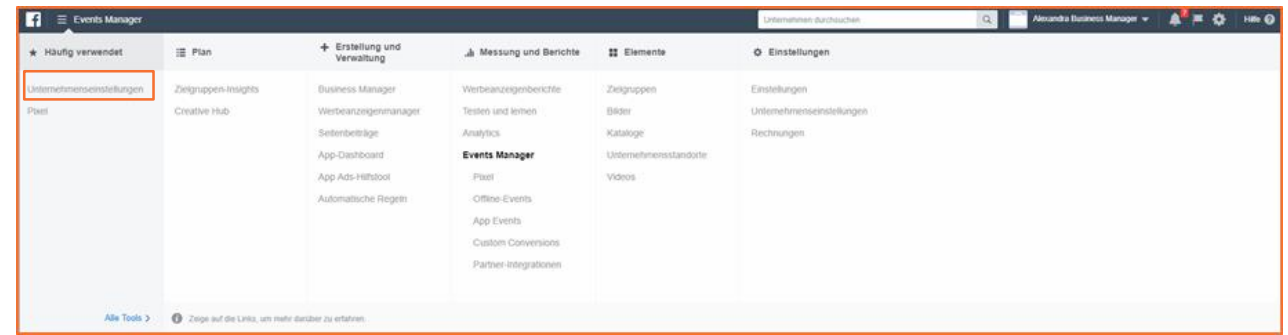 f Events Manager
Unternehmen durchsuchen
Alexandra Business Manager
7
Hilfe
Häufig verwendet
Unternehmenseinstellungen
Pixel
Alle Tools >
Plan
Zielgruppen-Insights
Creative Hub
Erstellung und
Verwaltung
Business Manager
Werbeanzeigenmanager
Seitenbeiträge
App-Dashboard
App Ads-Hilfstool
Automatische Regeln
Messung und Berichte
Werbeanzeigenberichte
Testen und lernen
Analytics
Events Manager
Pixel
Offline-Events
App Events
Custom Conversions
Partner-Integrationen
Elemente
Zielgruppen
Bilder
Kataloge
Unternehmensstandorte
Videos
Einstellungen
Einstellungen
Unternehmenseinstellungen
Rechnungen
Zeige auf die Links, um mehr darüber zu erfahren.